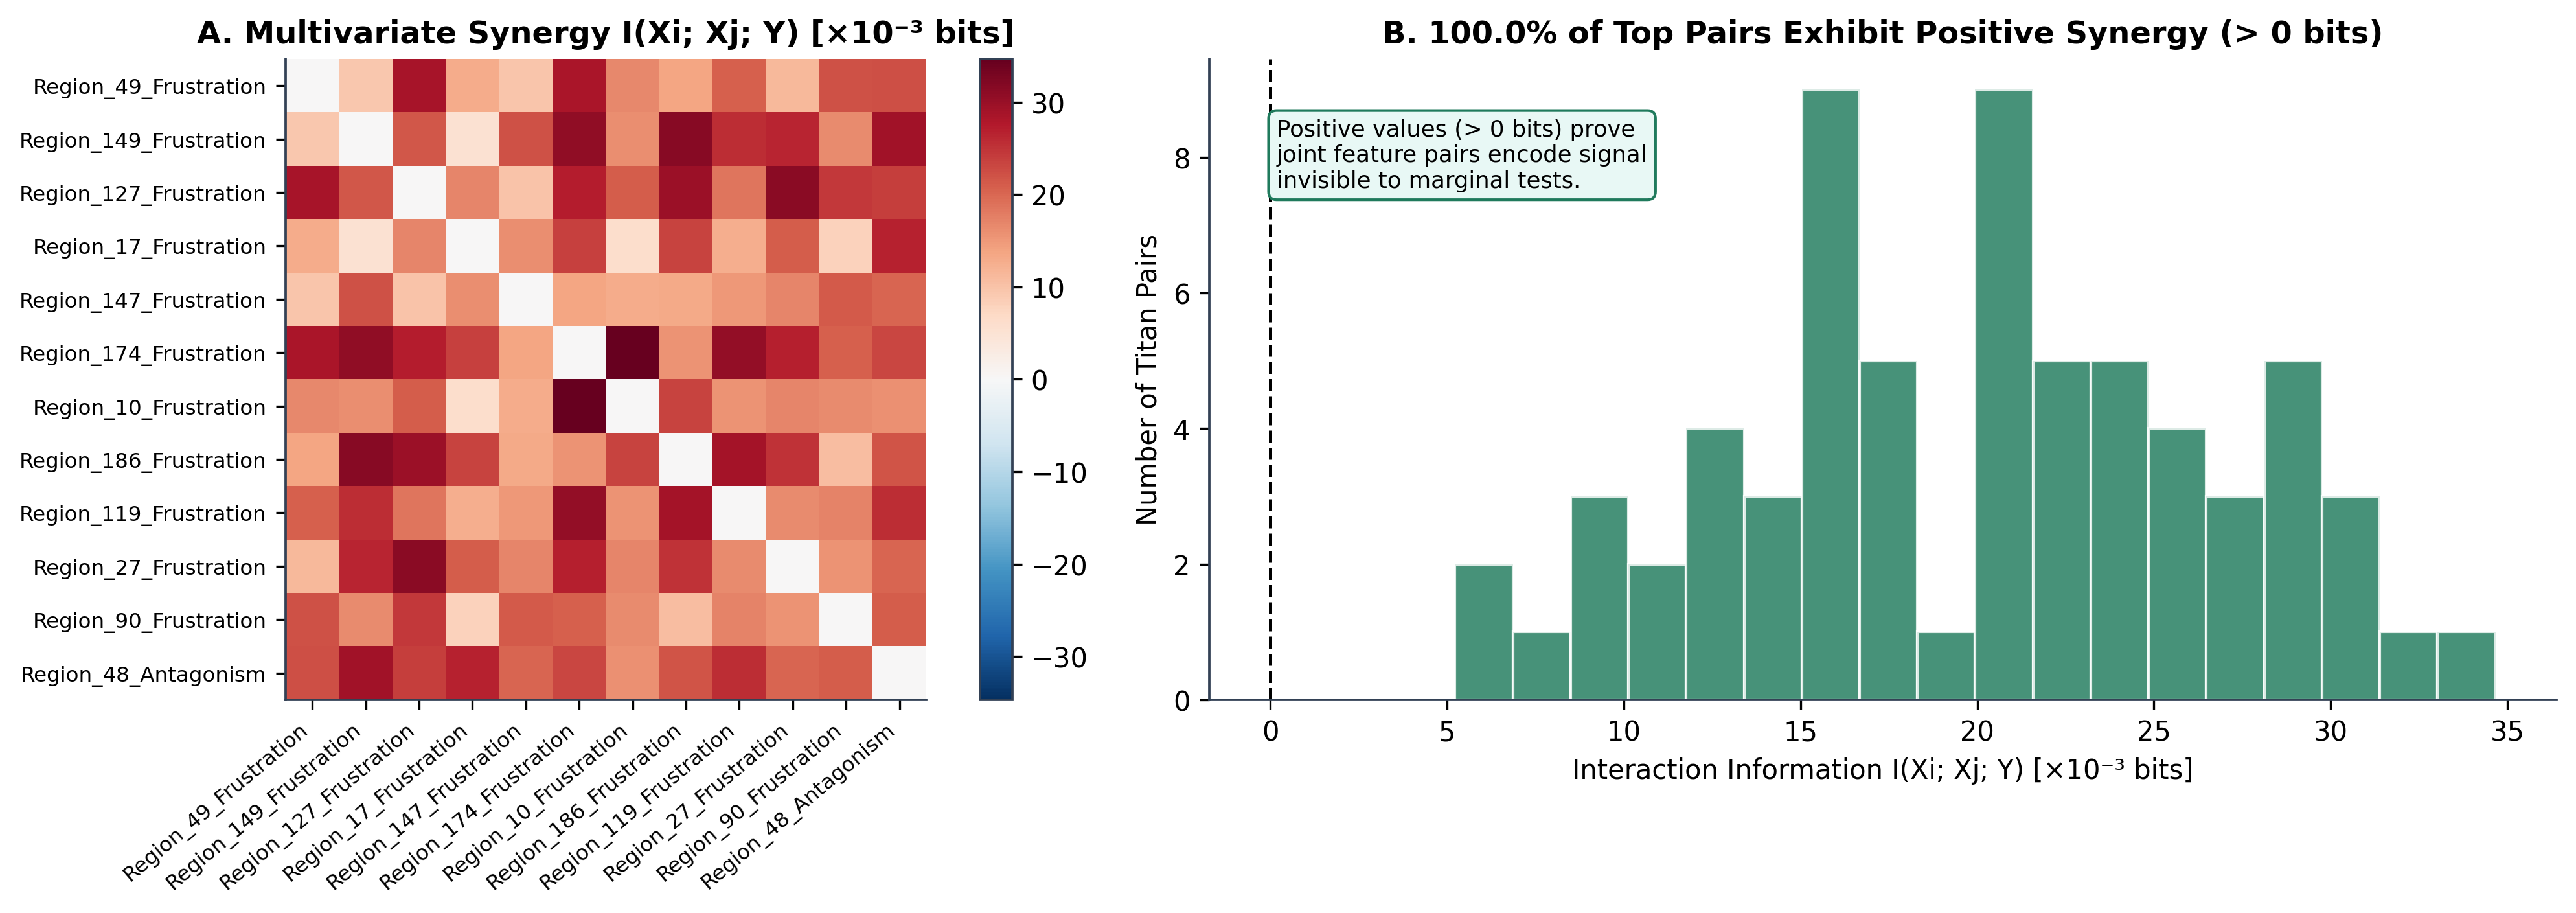 A. Multivariate Synergy I(Xi; Xj; Y) [×10⁻³ bits]
Region_49_Frustration
Region_149_Frustration
Region_127_Frustration
Region_17_Frustration
Region_147_Frustration
Region_174_Frustration
Region_10_Frustration
Region_186_Frustration
Region_119_Frustration
Region_27_Frustration
Region_90_Frustration
Region_48_Antagonism
Region_49_Frustration
Region_149_Frustration
Region_127_Frustration
Region_17_Frustration
Region_147_Frustration
Region_174_Frustration
Region_10_Frustration
Region_186_Frustration
Region_119_Frustration
Region_27_Frustration
Region_90_Frustration
Region_48_Antagonism
30
20
10
0
−10
−20
−30
B. 100.0% of Top Pairs Exhibit Positive Synergy (> 0 bits)
Positive values (> 0 bits) prove
joint feature pairs encode signal
invisible to marginal tests.
Number of Titan Pairs
8
6
4
2
0
0 5 10 15 20 25 30 35
Interaction Information I(Xi; Xj; Y) [×10⁻³ bits]